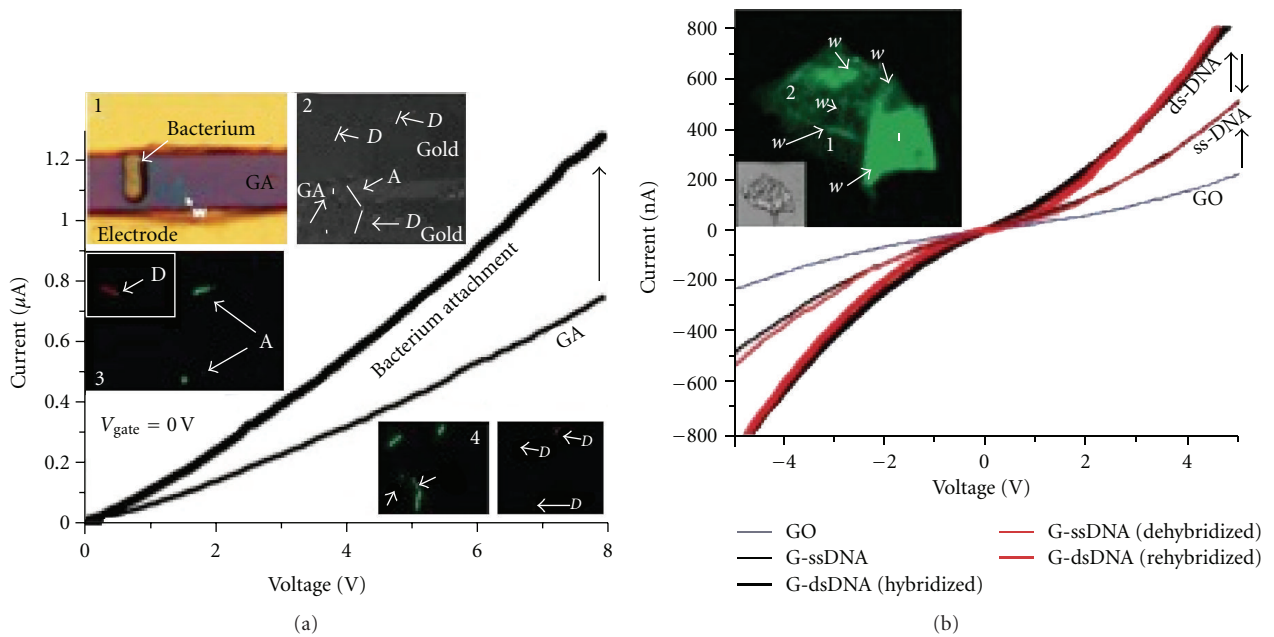 1
Bacterium
GA
Electrode
2
D
D
Gold
A
GA
D
Gold
D
A
3
Bacterium attachment
GA
V_gate = 0 V
4
D
D
D
Current (μA)
0
0.2
0.4
0.6
0.8
1
1.2
0
2
4
6
8
Voltage (V)
(a)
w
w
2
w
w
1
1
w
ds-DNA
ss-DNA
GO
Current (nA)
800
600
400
200
0
−200
−400
−600
−800
−4
−2
0
2
4
Voltage (V)
GO
G-ssDNA
G-dsDNA (hybridized)
G-ssDNA (dehybridized)
G-dsDNA (rehybridized)
(b)